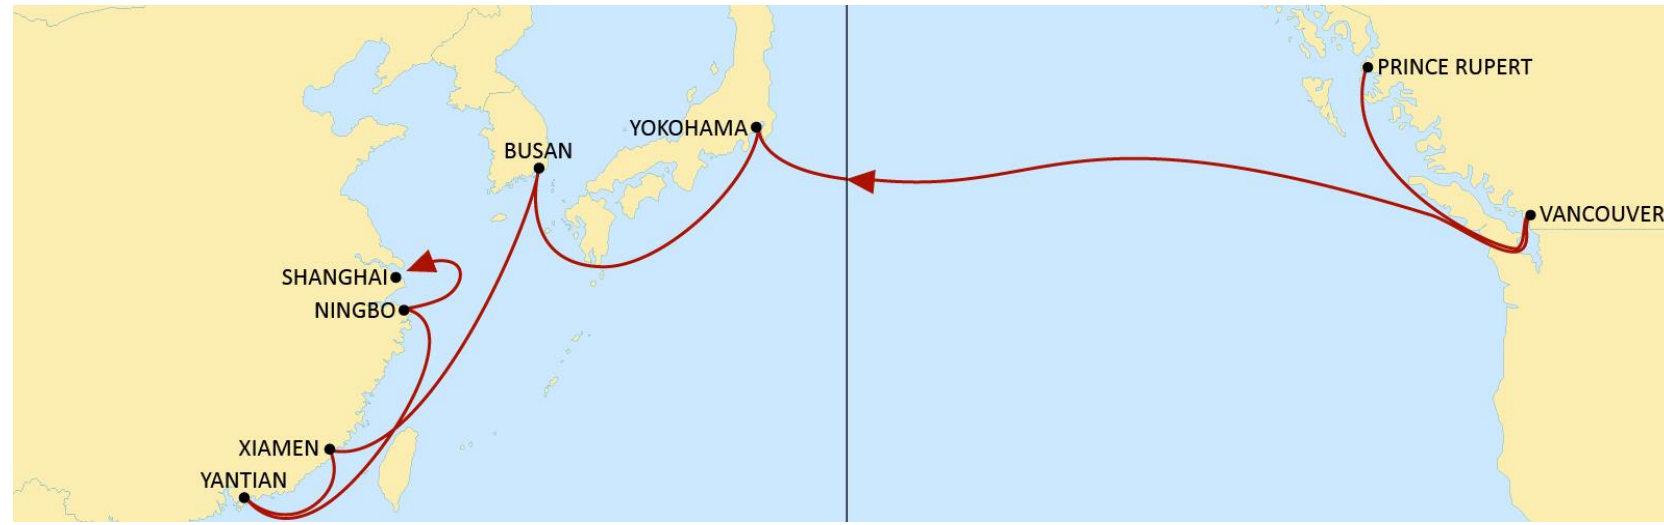 PRINCE RUPERT
YOKOHAMA
BUSAN
VANCOUVER
SHANGHAI
NINGBO
XIAMEN
YANTIAN